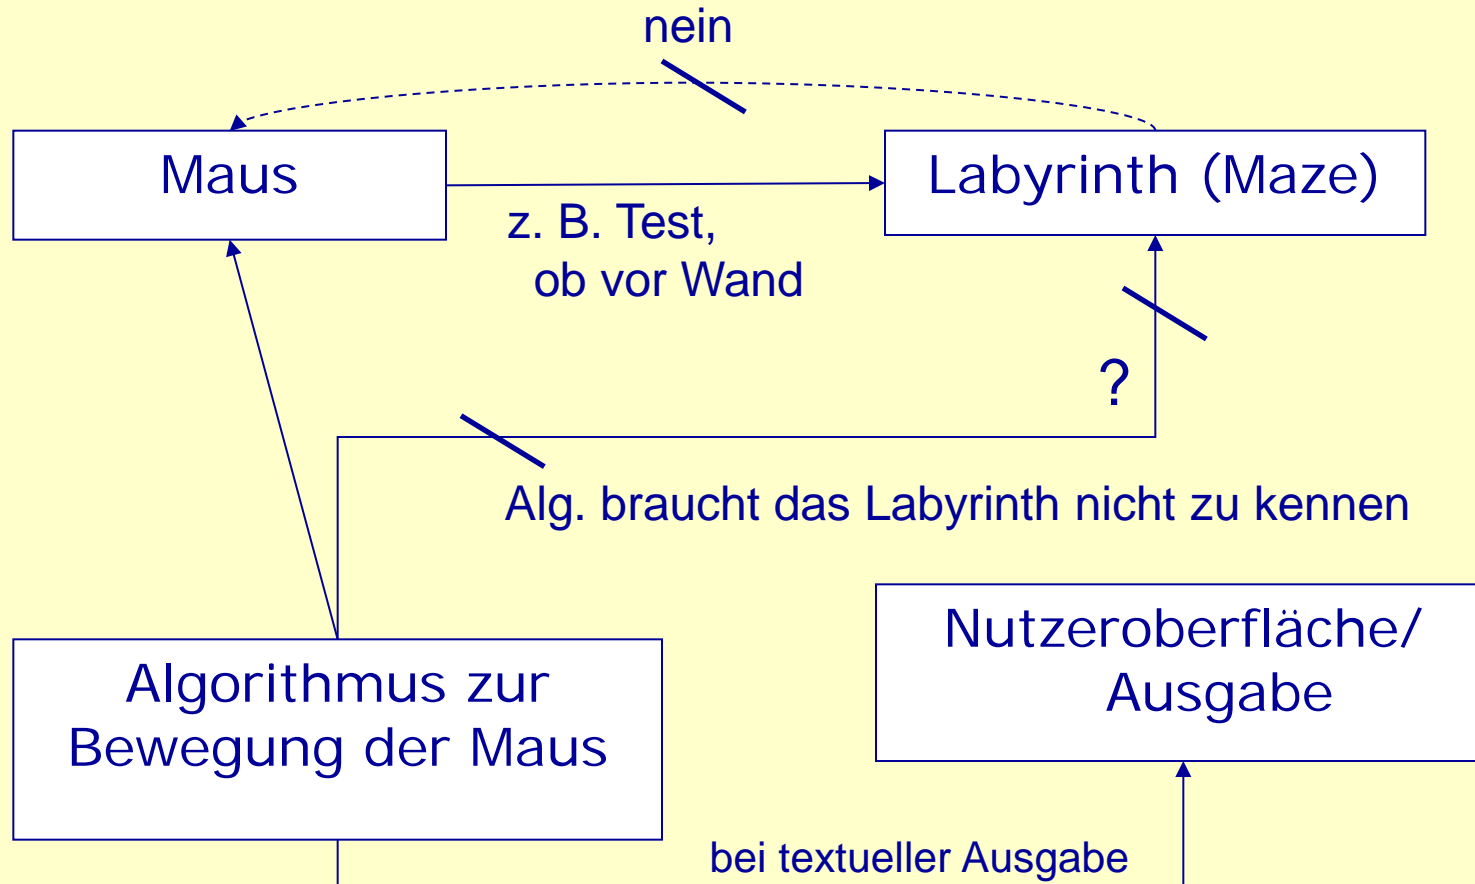 nein
Maus
Labyrinth (Maze)
z. B. Test,
ob vor Wand
?
Alg. braucht das Labyrinth nicht zu kennen
Nutzeroberfläche/
Ausgabe
Algorithmus zur
Bewegung der Maus
bei textueller Ausgabe